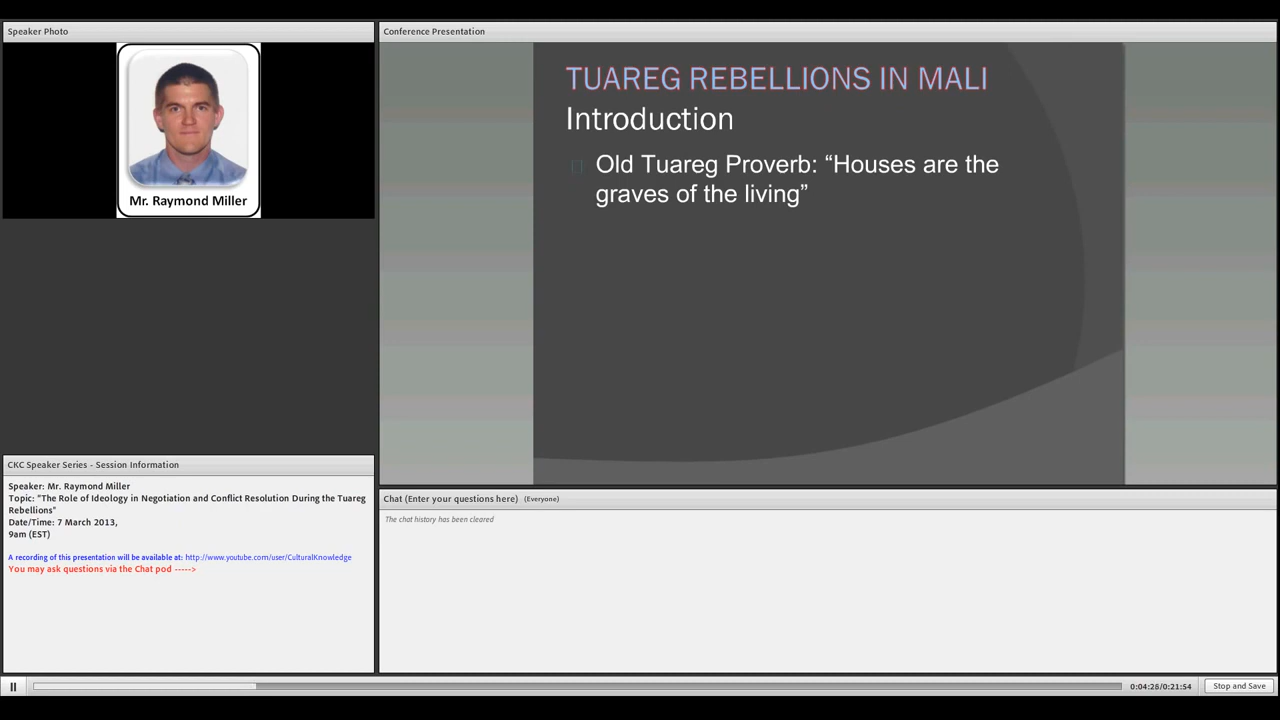 Speaker Photo
Mr. Raymond Miller
Conference Presentation
TUAREG REBELLIONS IN MALI
Introduction
Old Tuareg Proverb: “Houses are the
graves of the living”
CKC Speaker Series - Session Information
Speaker: Mr. Raymond Miller
Topic: "The Role of Ideology in Negotiation and Conflict Resolution During the Tuareg
Rebellions"
Date/Time: 7 March 2013,
9am (EST)
A recording of this presentation will be available at: http://www.youtube.com/user/CulturalKnowledge
You may ask questions via the Chat pod ----->
Chat (Enter your questions here) (Everyone)
The chat history has been cleared
0:04:28/0:21:54
Stop and Save